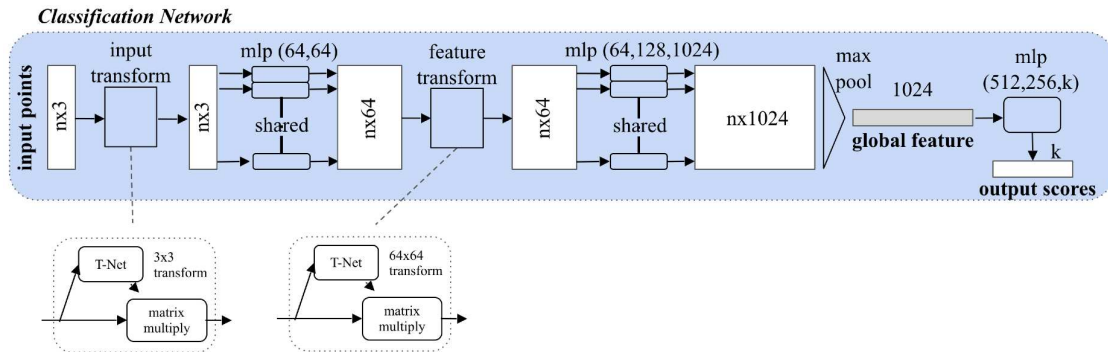 Classification Network
input points
nx3
input
transform
nx3
mlp (64,64)
shared
nx64
feature
transform
nx64
mlp (64,128,1024)
shared
nx1024
max
pool
1024
global feature
mlp
(512,256,k)
k
output scores
T-Net
3x3
transform
matrix
multiply
T-Net
64x64
transform
matrix
multiply